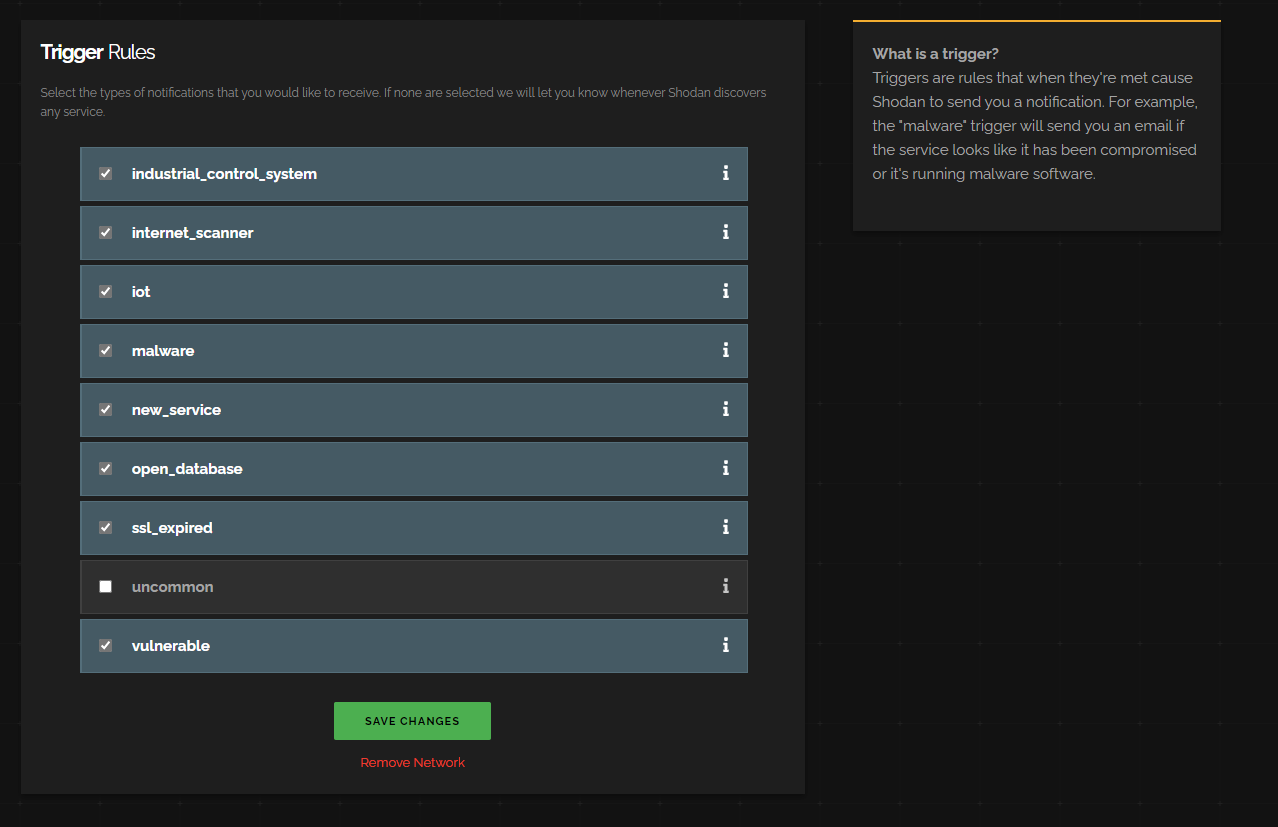 Trigger Rules
Select the types of notifications that you would like to receive. If none are selected we will let you know whenever Shodan discovers
any service.
industrial_control_system
internet_scanner
iot
malware
new_service
open_database
ssl_expired
uncommon
vulnerable
SAVE CHANGES
Remove Network
What is a trigger?
Triggers are rules that when they're met cause
Shodan to send you a notification. For example,
the "malware" trigger will send you an email if
the service looks like it has been compromised
or it's running malware software.